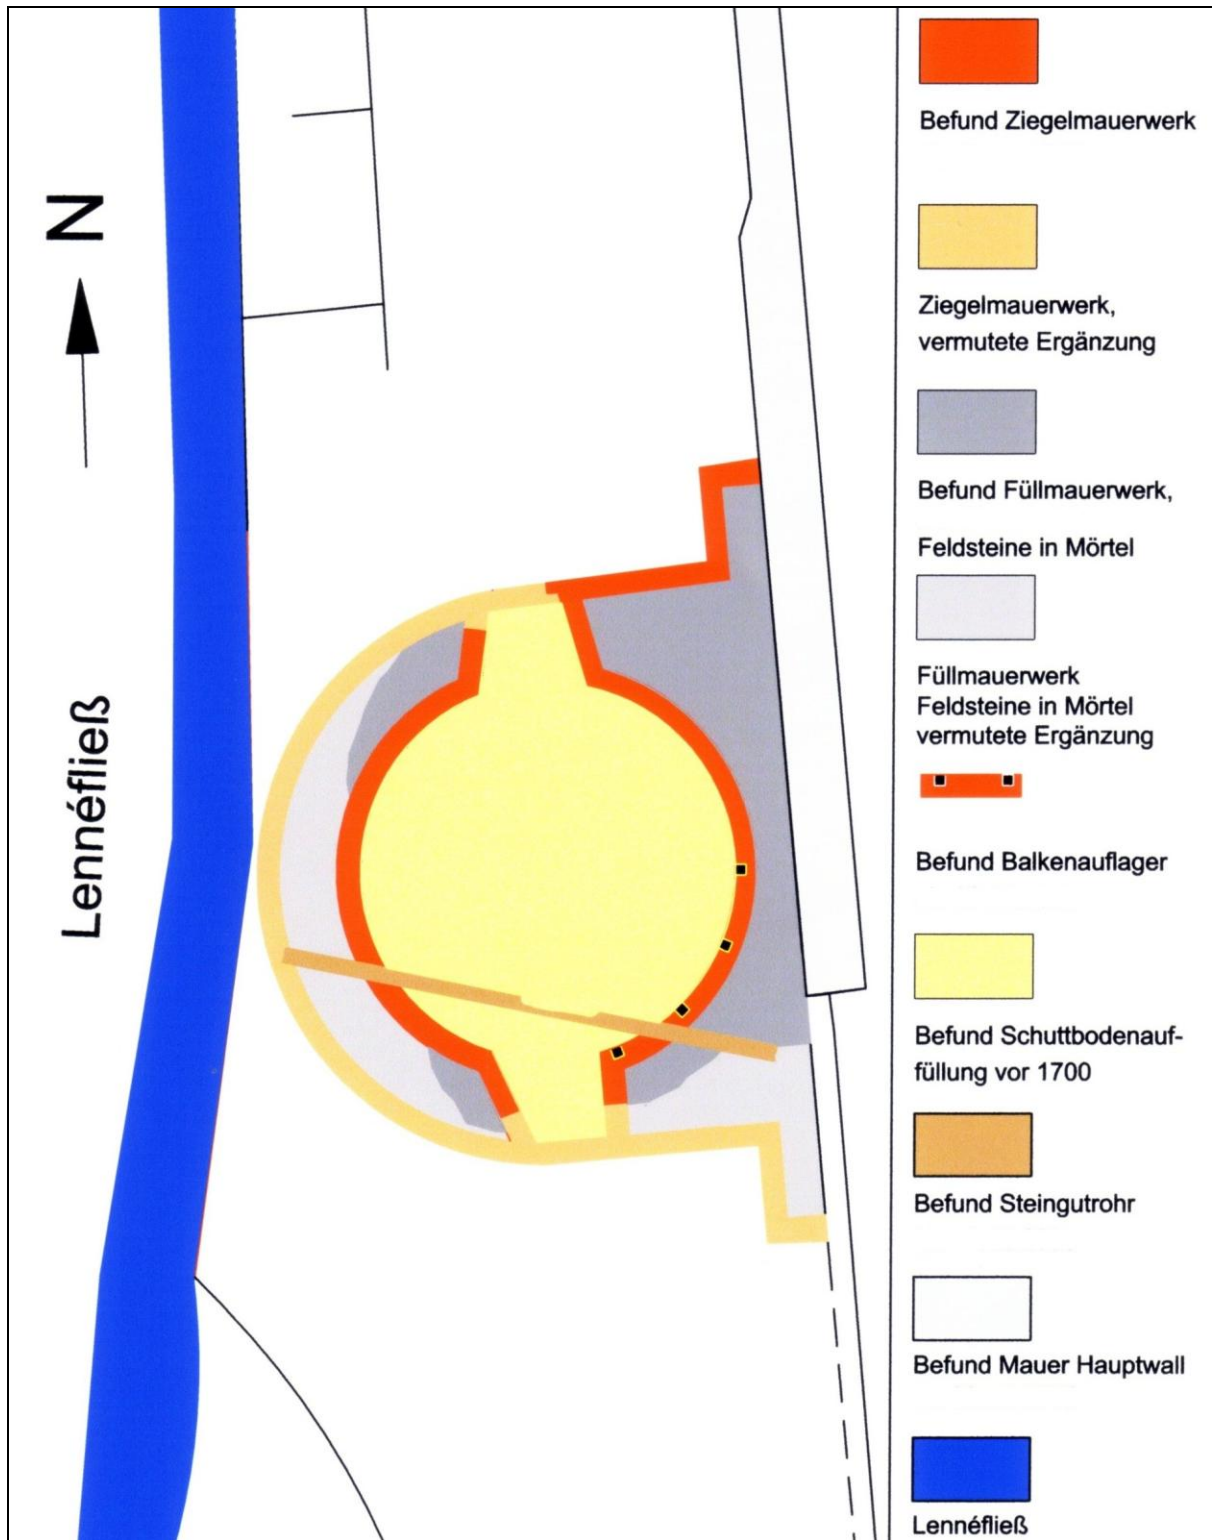 N
Lennéfließ
Befund Ziegelmauerwerk
Ziegelmauerwerk,
vermutete Ergänzung
Befund Füllmauerwerk,
Feldsteine in Mörtel
Füllmauerwerk
Feldsteine in Mörtel
vermutete Ergänzung
Befund Balkenauflager
Befund Schuttbodenauf-
füllung vor 1700
Befund Steingutrohr
Befund Mauer Hauptwall
Lennéfließ